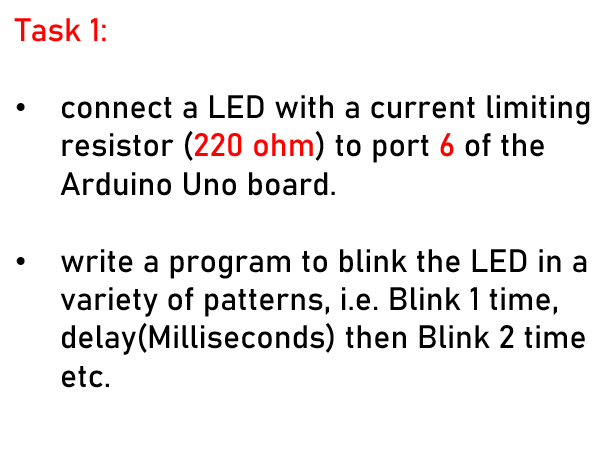 Task 1:
• connect a LED with a current limiting
resistor (220 ohm) to port 6 of the
Arduino Uno board.
• write a program to blink the LED in a
variety of patterns, i.e. Blink 1 time,
delay(Milliseconds) then Blink 2 time
etc.